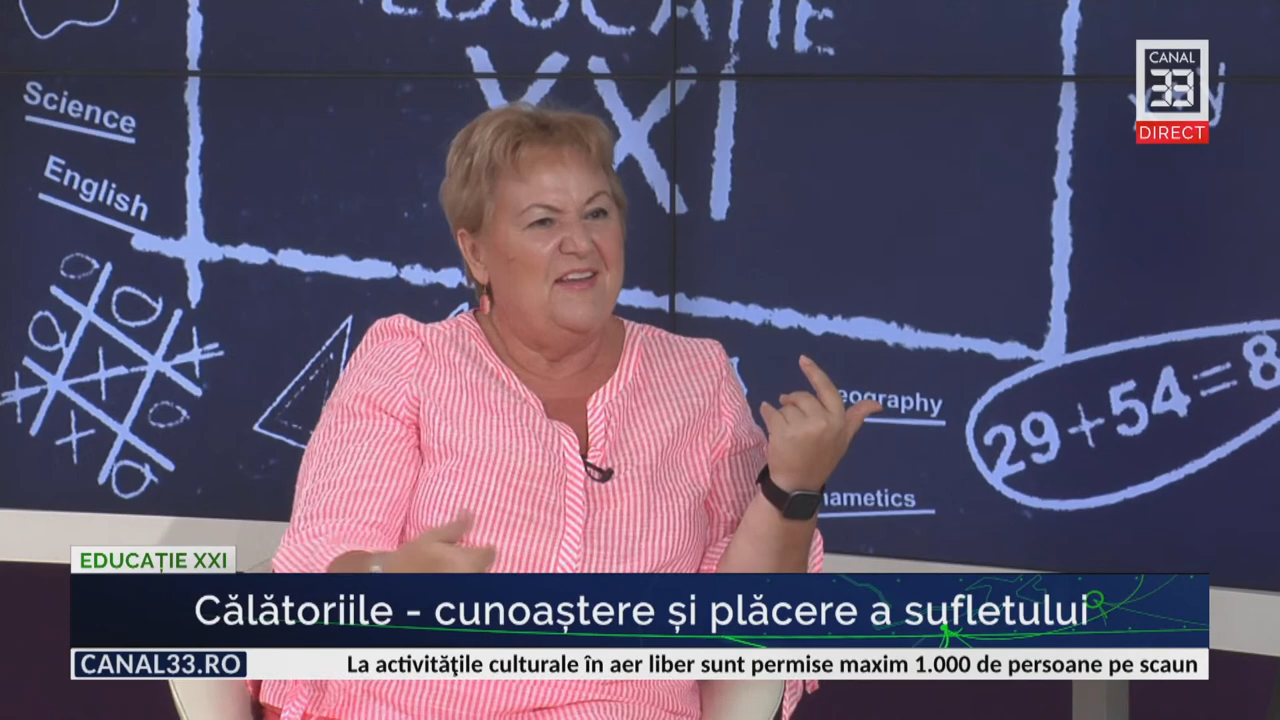 EDUCAȚIE
XXI
CANAL
33
DIRECT
Science
English
29+54=8
EDUCAȚIE XXI
Călătoriile - cunoaștere și plăcere a sufletului
CANAL33.RO
La activităţile culturale în aer liber sunt permise maxim 1.000 de persoane pe scaun